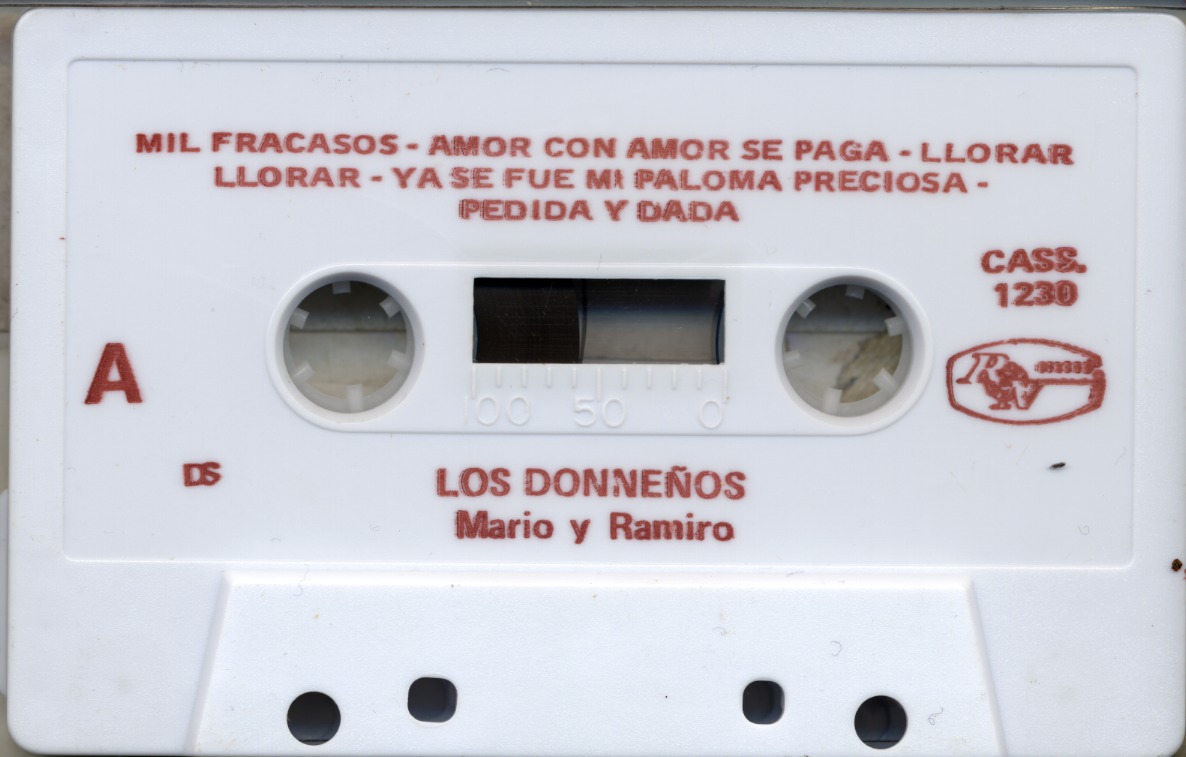 MIL FRACASOS - AMOR CON AMOR SE PAGA - LLORAR
LLORAR - YA SE FUE MI PALOMA PRECIOSA -
PEDIDA Y DADA
CASS.
1230
A
100 50 0
DS
LOS DONNEÑOS
Mario y Ramiro